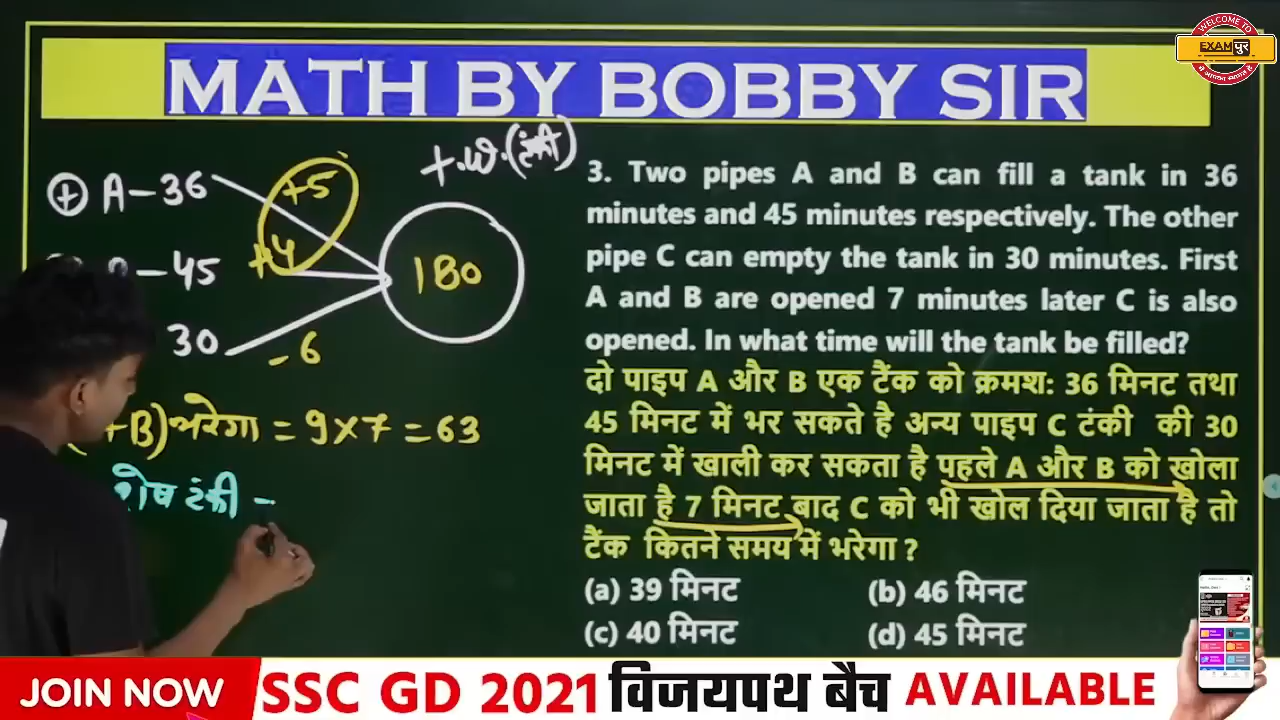 WELCOME TO
EXAMपुर
MATH BY BOBBY SIR
T.W.(टंकी)
+ A-36
+5
+4
-45
180
30
-6
+B) भरेगा = 9×7 = 63
शेष टंकी -
3. Two pipes A and B can fill a tank in 36
minutes and 45 minutes respectively. The other
pipe C can empty the tank in 30 minutes. First
A and B are opened 7 minutes later C is also
opened. In what time will the tank be filled?
दो पाइप A और B एक टैंक को क्रमश: 36 मिनट तथा
45 मिनट में भर सकते है अन्य पाइप C टंकी की 30
मिनट में खाली कर सकता है पहले A और B को खोला
जाता है 7 मिनट बाद C को भी खोल दिया जाता है तो
टैंक कितने समय में भरेगा ?
(a) 39 मिनट (b) 46 मिनट
(c) 40 मिनट (d) 45 मिनट
JOIN NOW SSC GD 2021 विजयपथ बैच AVAILABLE